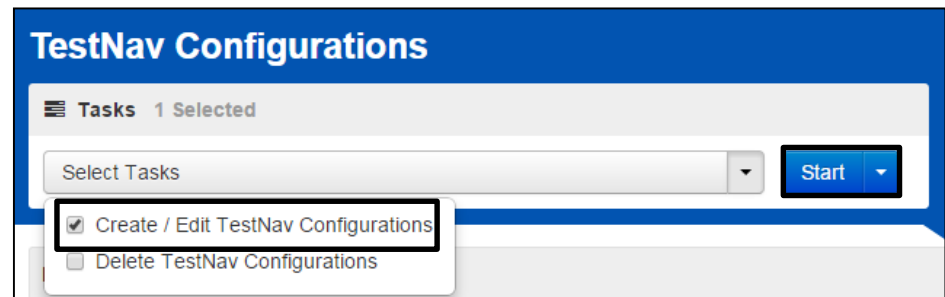 TestNav Configurations
Tasks 1 Selected
Select Tasks
Start
Create / Edit TestNav Configurations
Delete TestNav Configurations